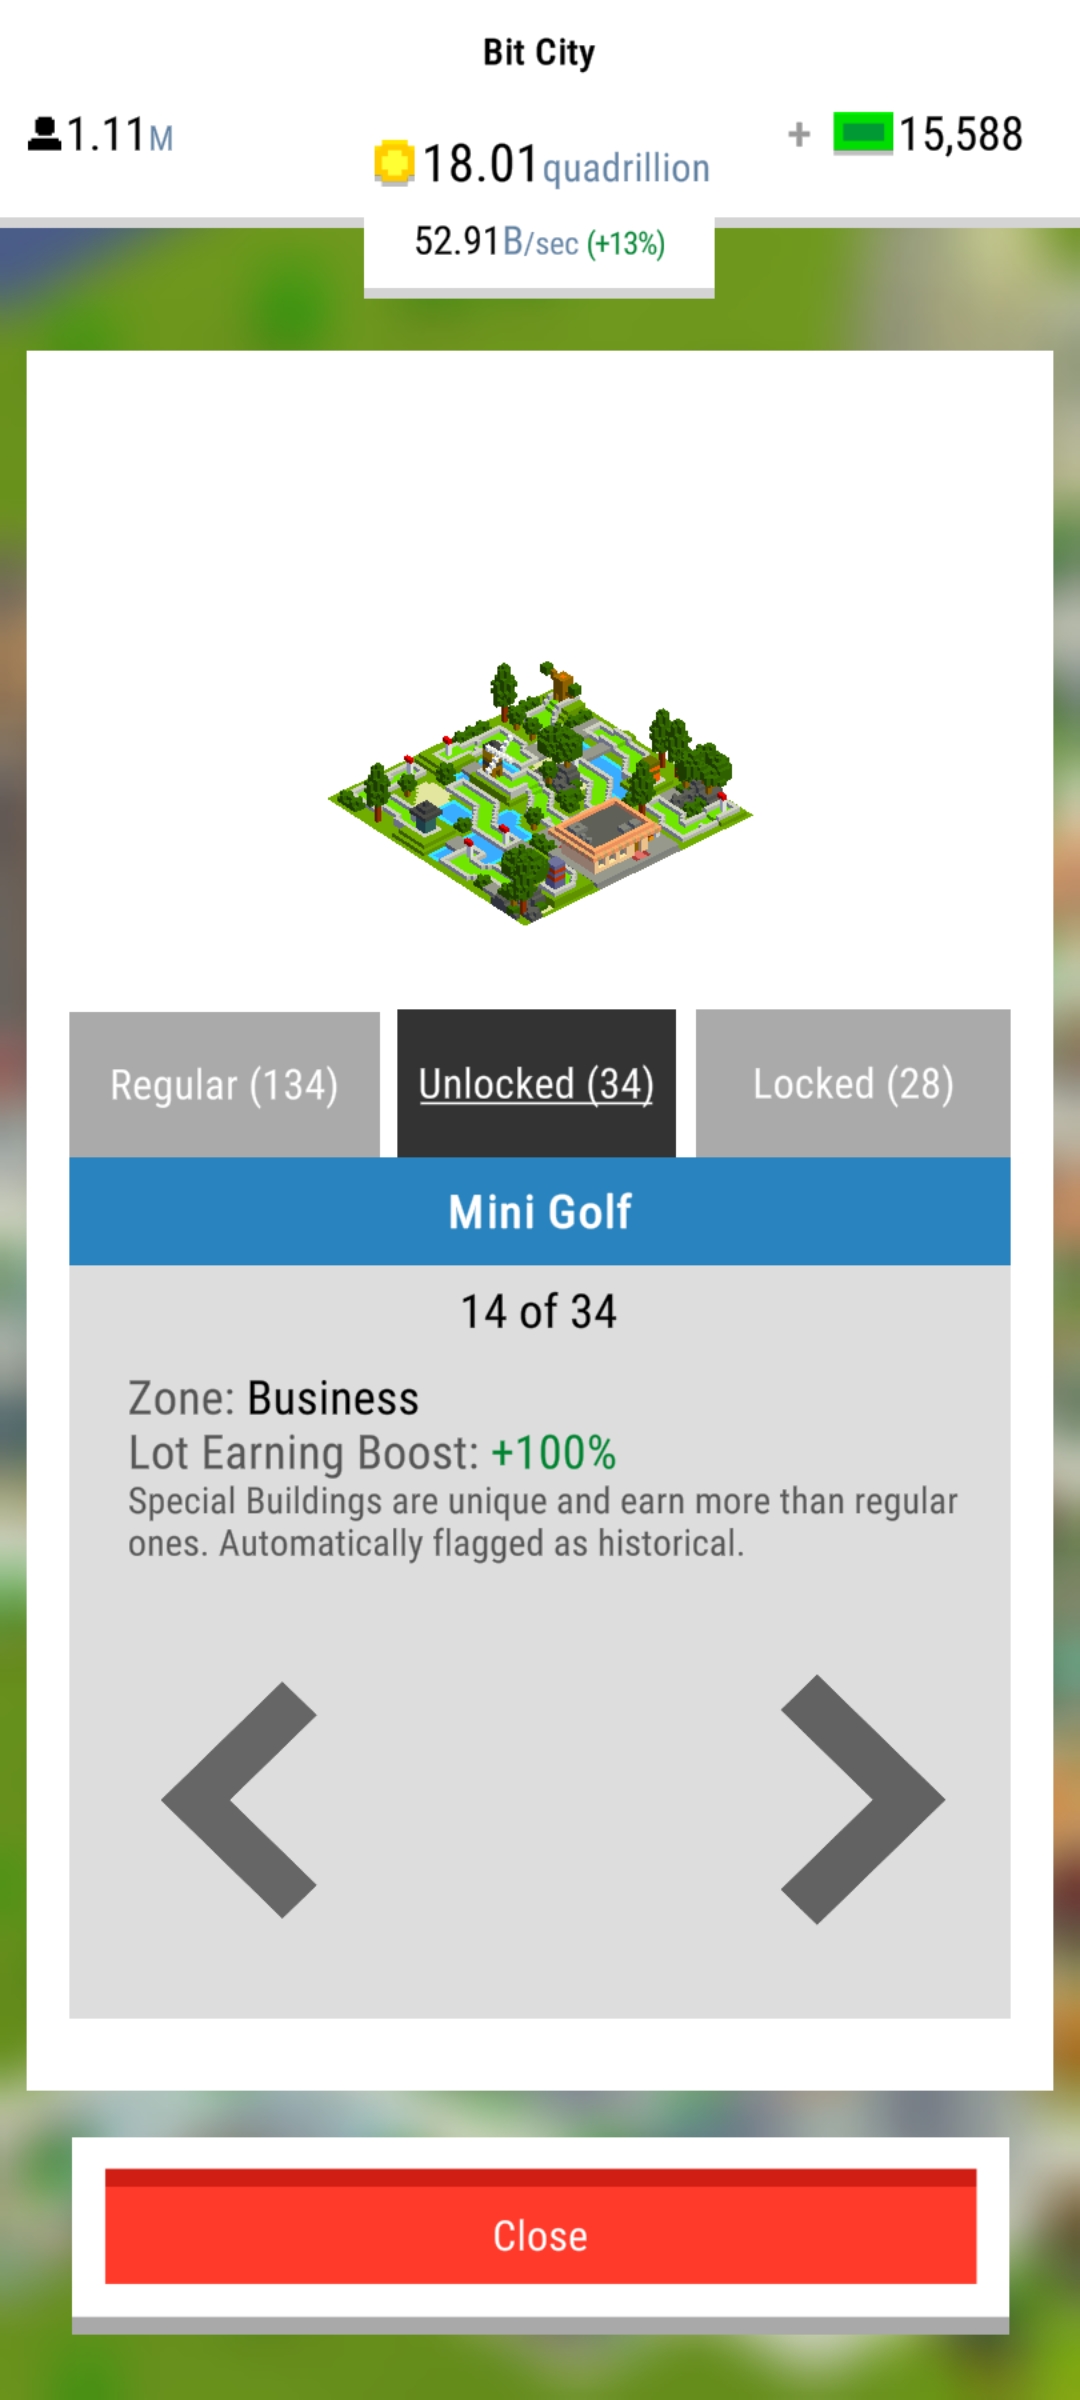 Bit City
1.11M
18.01quadrillion
+ 15,588
52.91B/sec (+13%)
Regular (134)
Unlocked (34)
Locked (28)
Mini Golf
14 of 34
Zone: Business
Lot Earning Boost: +100%
Special Buildings are unique and earn more than regular
ones. Automatically flagged as historical.
Close